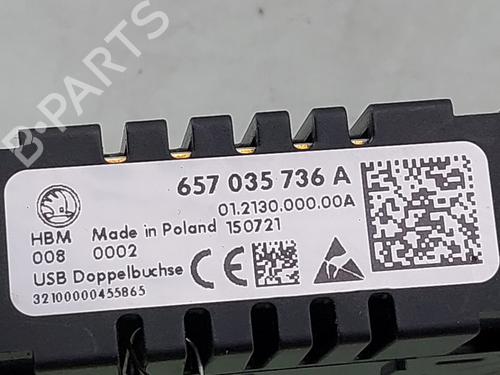 B-PARTS
657 035 736 A
01.2130.000.00A
HBM Made in Poland 150721
008 0002
USB Doppelbuchse CE
32100000455865